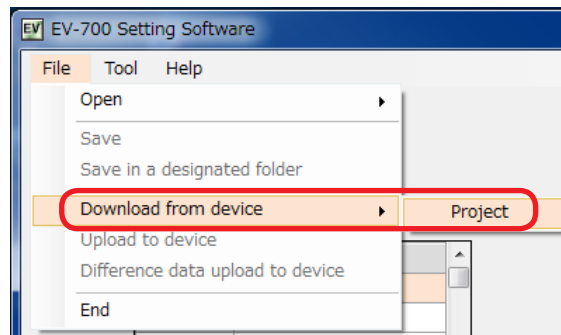 EV EV-700 Setting Software
File Tool Help
Open
Save
Save in a designated folder
Download from device Project
Upload to device
Difference data upload to device
End